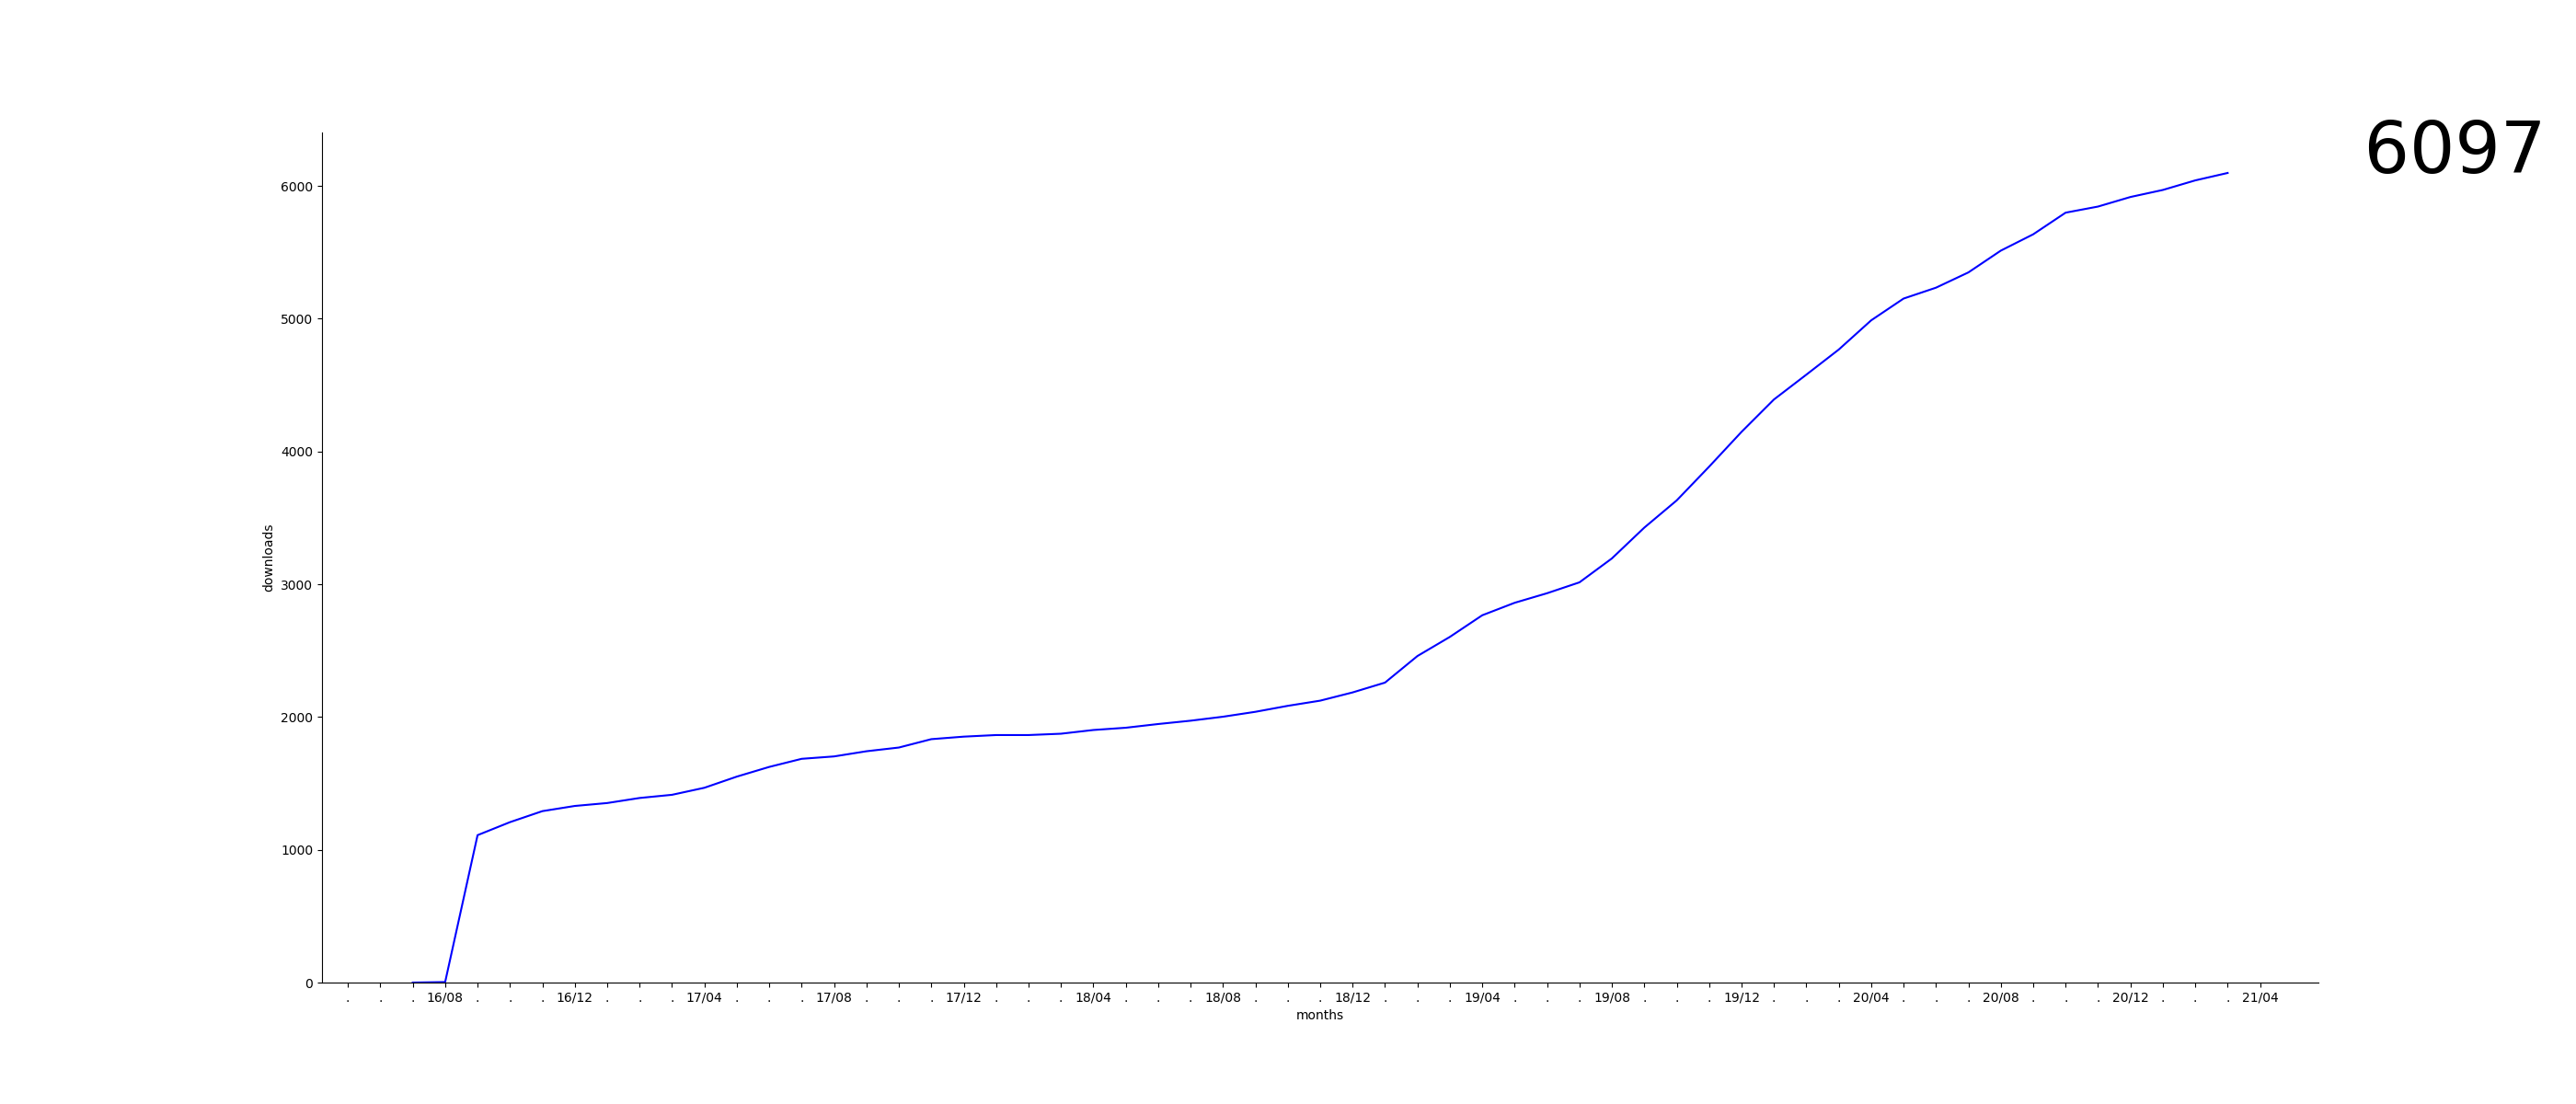 6097
6000
5000
4000
3000
2000
1000
0
downloads
. . . 16/08 . . . 16/12 . . . 17/04 . . . 17/08 . . . 17/12 . . . 18/04 . . . 18/08 . . . 18/12 . . . 19/04 . . . 19/08 . . . 19/12 . . . 20/04 . . . 20/08 . . . 20/12 . . . 21/04
months